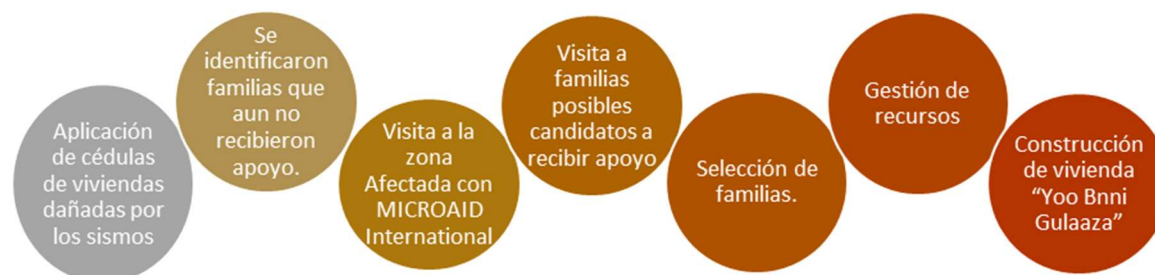 Aplicación
de cédulas
de viviendas
dañadas por
los sismos
Se
identificaron
familias que
aun no
recibieron
apoyo.
Visita a la
zona
Afectada con
MICROAID
International
Visita a
familias
posibles
candidatos a
recibir apoyo
Selección de
familias.
Gestión de
recursos
Construcción
de vivienda
“Yoo Bnni
Gulaaza”